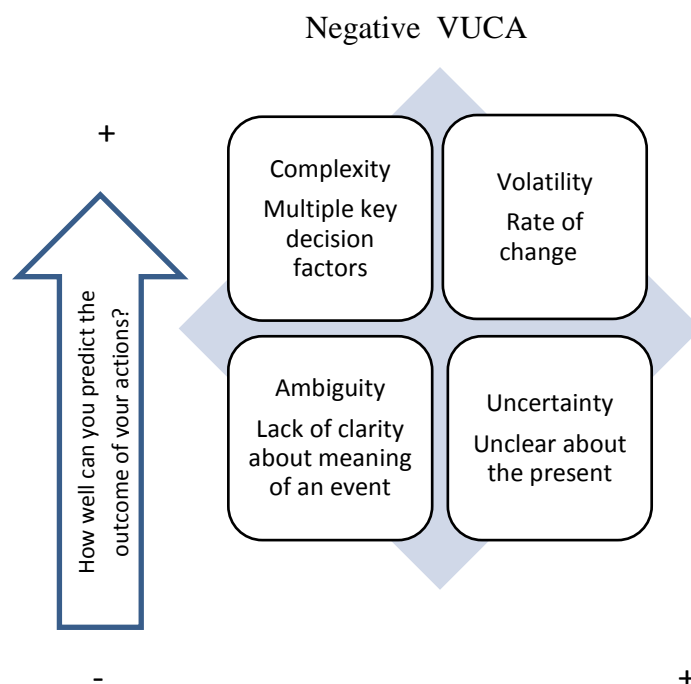 Negative VUCA
+
Complexity
Multiple key
decision
factors
Volatility
Rate of
change
How well can you predict the
outcome of your actions?
Ambiguity
Lack of clarity
about meaning
of an event
Uncertainty
Unclear about
the present
-
+